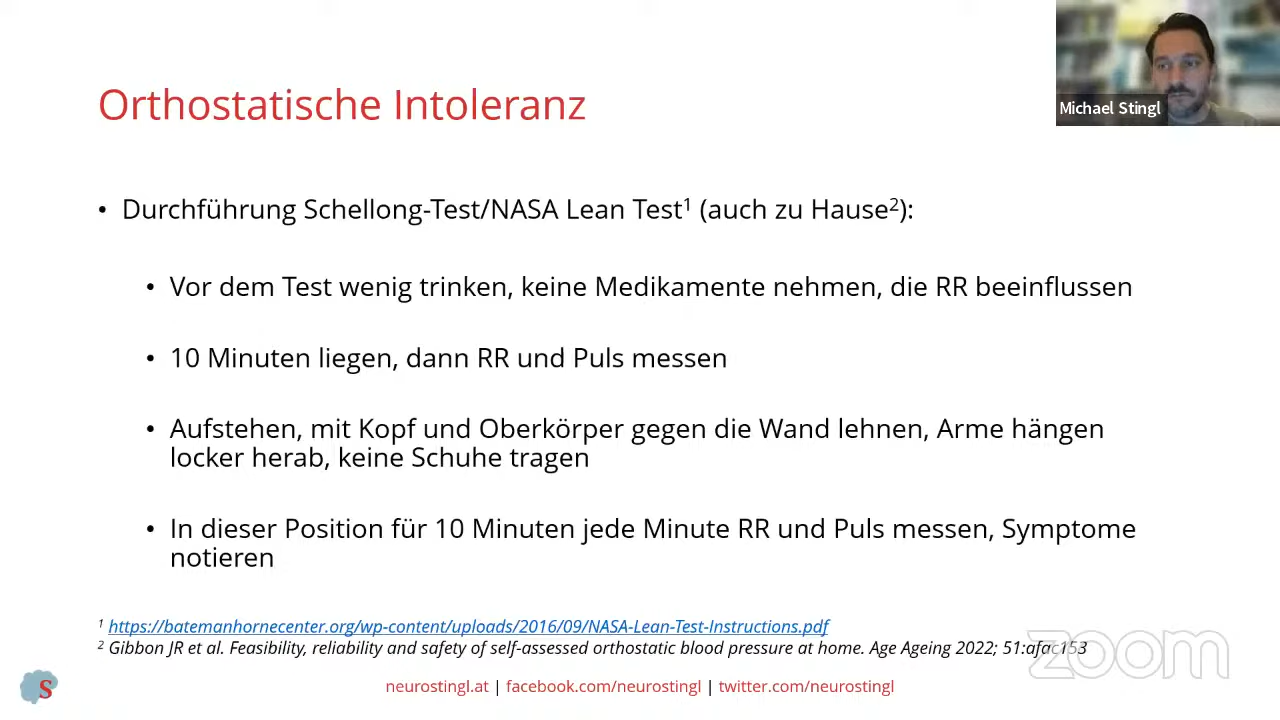 Michael Stingl
Orthostatische Intoleranz
• Durchführung Schellong-Test/NASA Lean Test¹ (auch zu Hause²):
• Vor dem Test wenig trinken, keine Medikamente nehmen, die RR beeinflussen
• 10 Minuten liegen, dann RR und Puls messen
• Aufstehen, mit Kopf und Oberkörper gegen die Wand lehnen, Arme hängen
locker herab, keine Schuhe tragen
• In dieser Position für 10 Minuten jede Minute RR und Puls messen, Symptome
notieren
¹ https://batemanhornecenter.org/wp-content/uploads/2016/09/NASA-Lean-Test-Instructions.pdf
² Gibbon JR et al. Feasibility, reliability and safety of self-assessed orthostatic blood pressure at home. Age Ageing 2022; 51:afac153
zoom
S
neurostingl.at | facebook.com/neurostingl | twitter.com/neurostingl